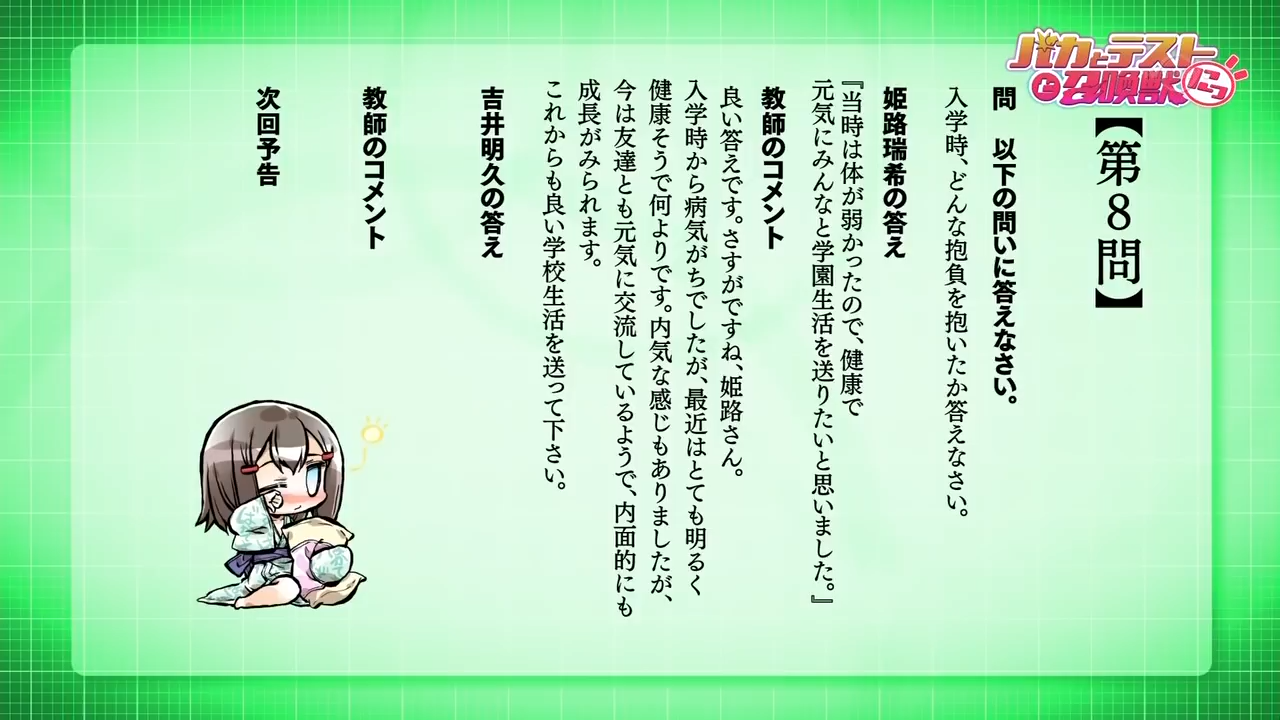 バカとテストと召喚獣にっ
【第8問】
問　以下の問いに答えなさい。
入学時、どんな抱負を抱いたか答えなさい。
姫路瑞希の答え
『当時は体が弱かったので、健康で
元気にみんなと学園生活を送りたいと思いました。』
教師のコメント
良い答えです。さすがですね、姫路さん。
入学時から病気がちでしたが、最近はとても明るく
健康そうで何よりです。内気な感じもありましたが、
今は友達とも元気に交流しているようで、内面的にも
成長がみられます。
これからも良い学校生活を送って下さい。
吉井明久の答え
教師のコメント
次回予告